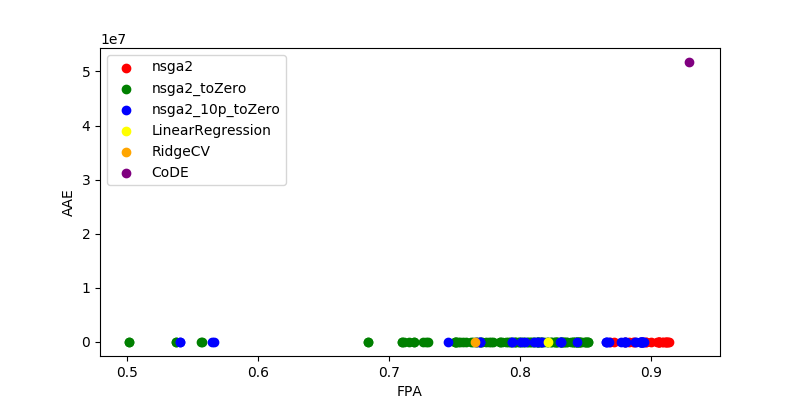 1e7
nsga2
nsga2_toZero
nsga2_10p_toZero
LinearRegression
RidgeCV
CoDE
5
4
3
2
1
0
AAE
0.5 0.6 0.7 0.8 0.9
FPA